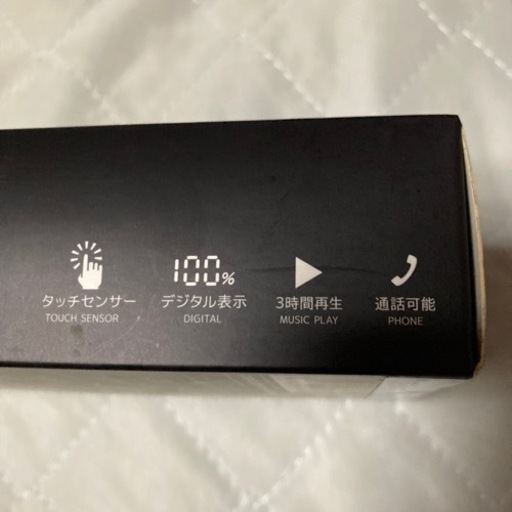 100%
タッチセンサー デジタル表示 3時間再生 通話可能
TOUCH SENSOR DIGITAL MUSIC PLAY PHONE